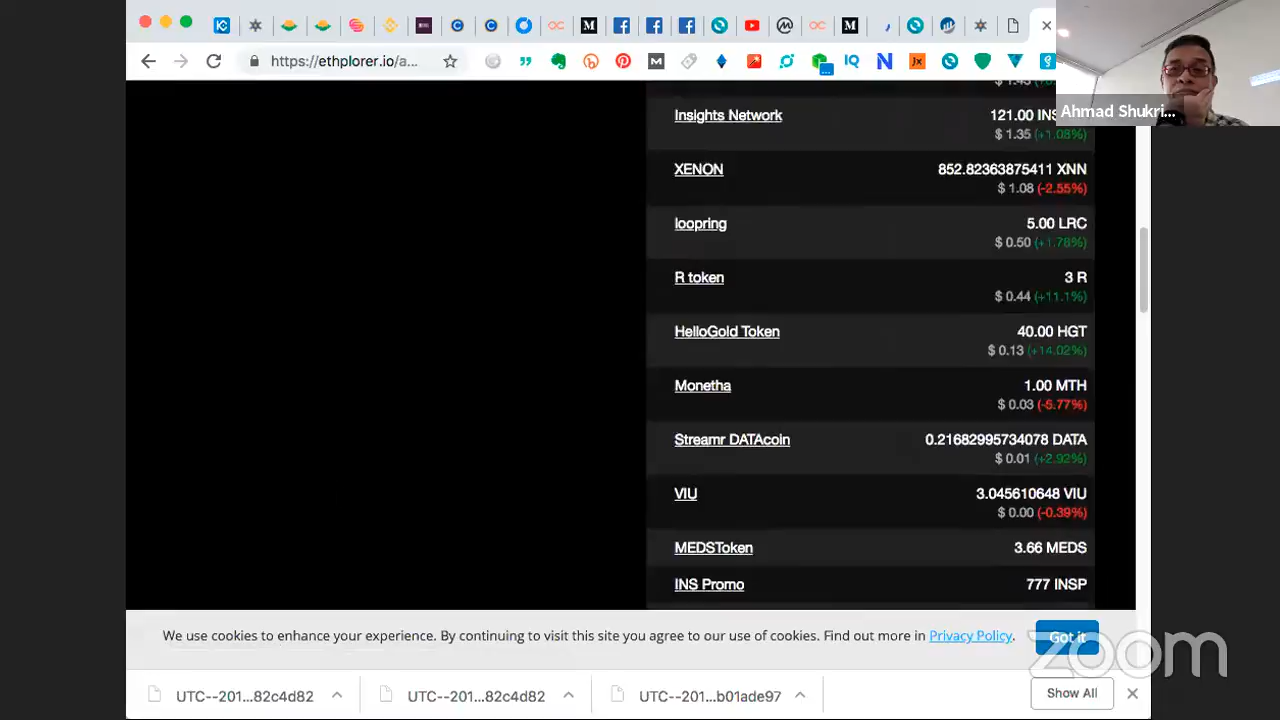 https://ethplorer.io/a...
Ahmad Shukri...
Insights Network
121.00 INS
$ 1.35 (+1.08%)
XENON
852.82363875411 XNN
$ 1.08 (-2.55%)
loopring
5.00 LRC
$ 0.50 (+1.78%)
R token
3 R
$ 0.44 (+11.1%)
HelloGold Token
40.00 HGT
$ 0.13 (+14.02%)
Monetha
1.00 MTH
$ 0.03 (-5.77%)
Streamr DATAcoin
0.21682995734078 DATA
$ 0.01 (+2.92%)
VIU
3.045610648 VIU
$ 0.00 (-0.39%)
MEDSToken
3.66 MEDS
INS Promo
777 INSP
We use cookies to enhance your experience. By continuing to visit this site you agree to our use of cookies. Find out more in Privacy Policy.
Got it
zoom
UTC--201...82c4d82
UTC--201...82c4d82
UTC--201...b01ade97
Show All